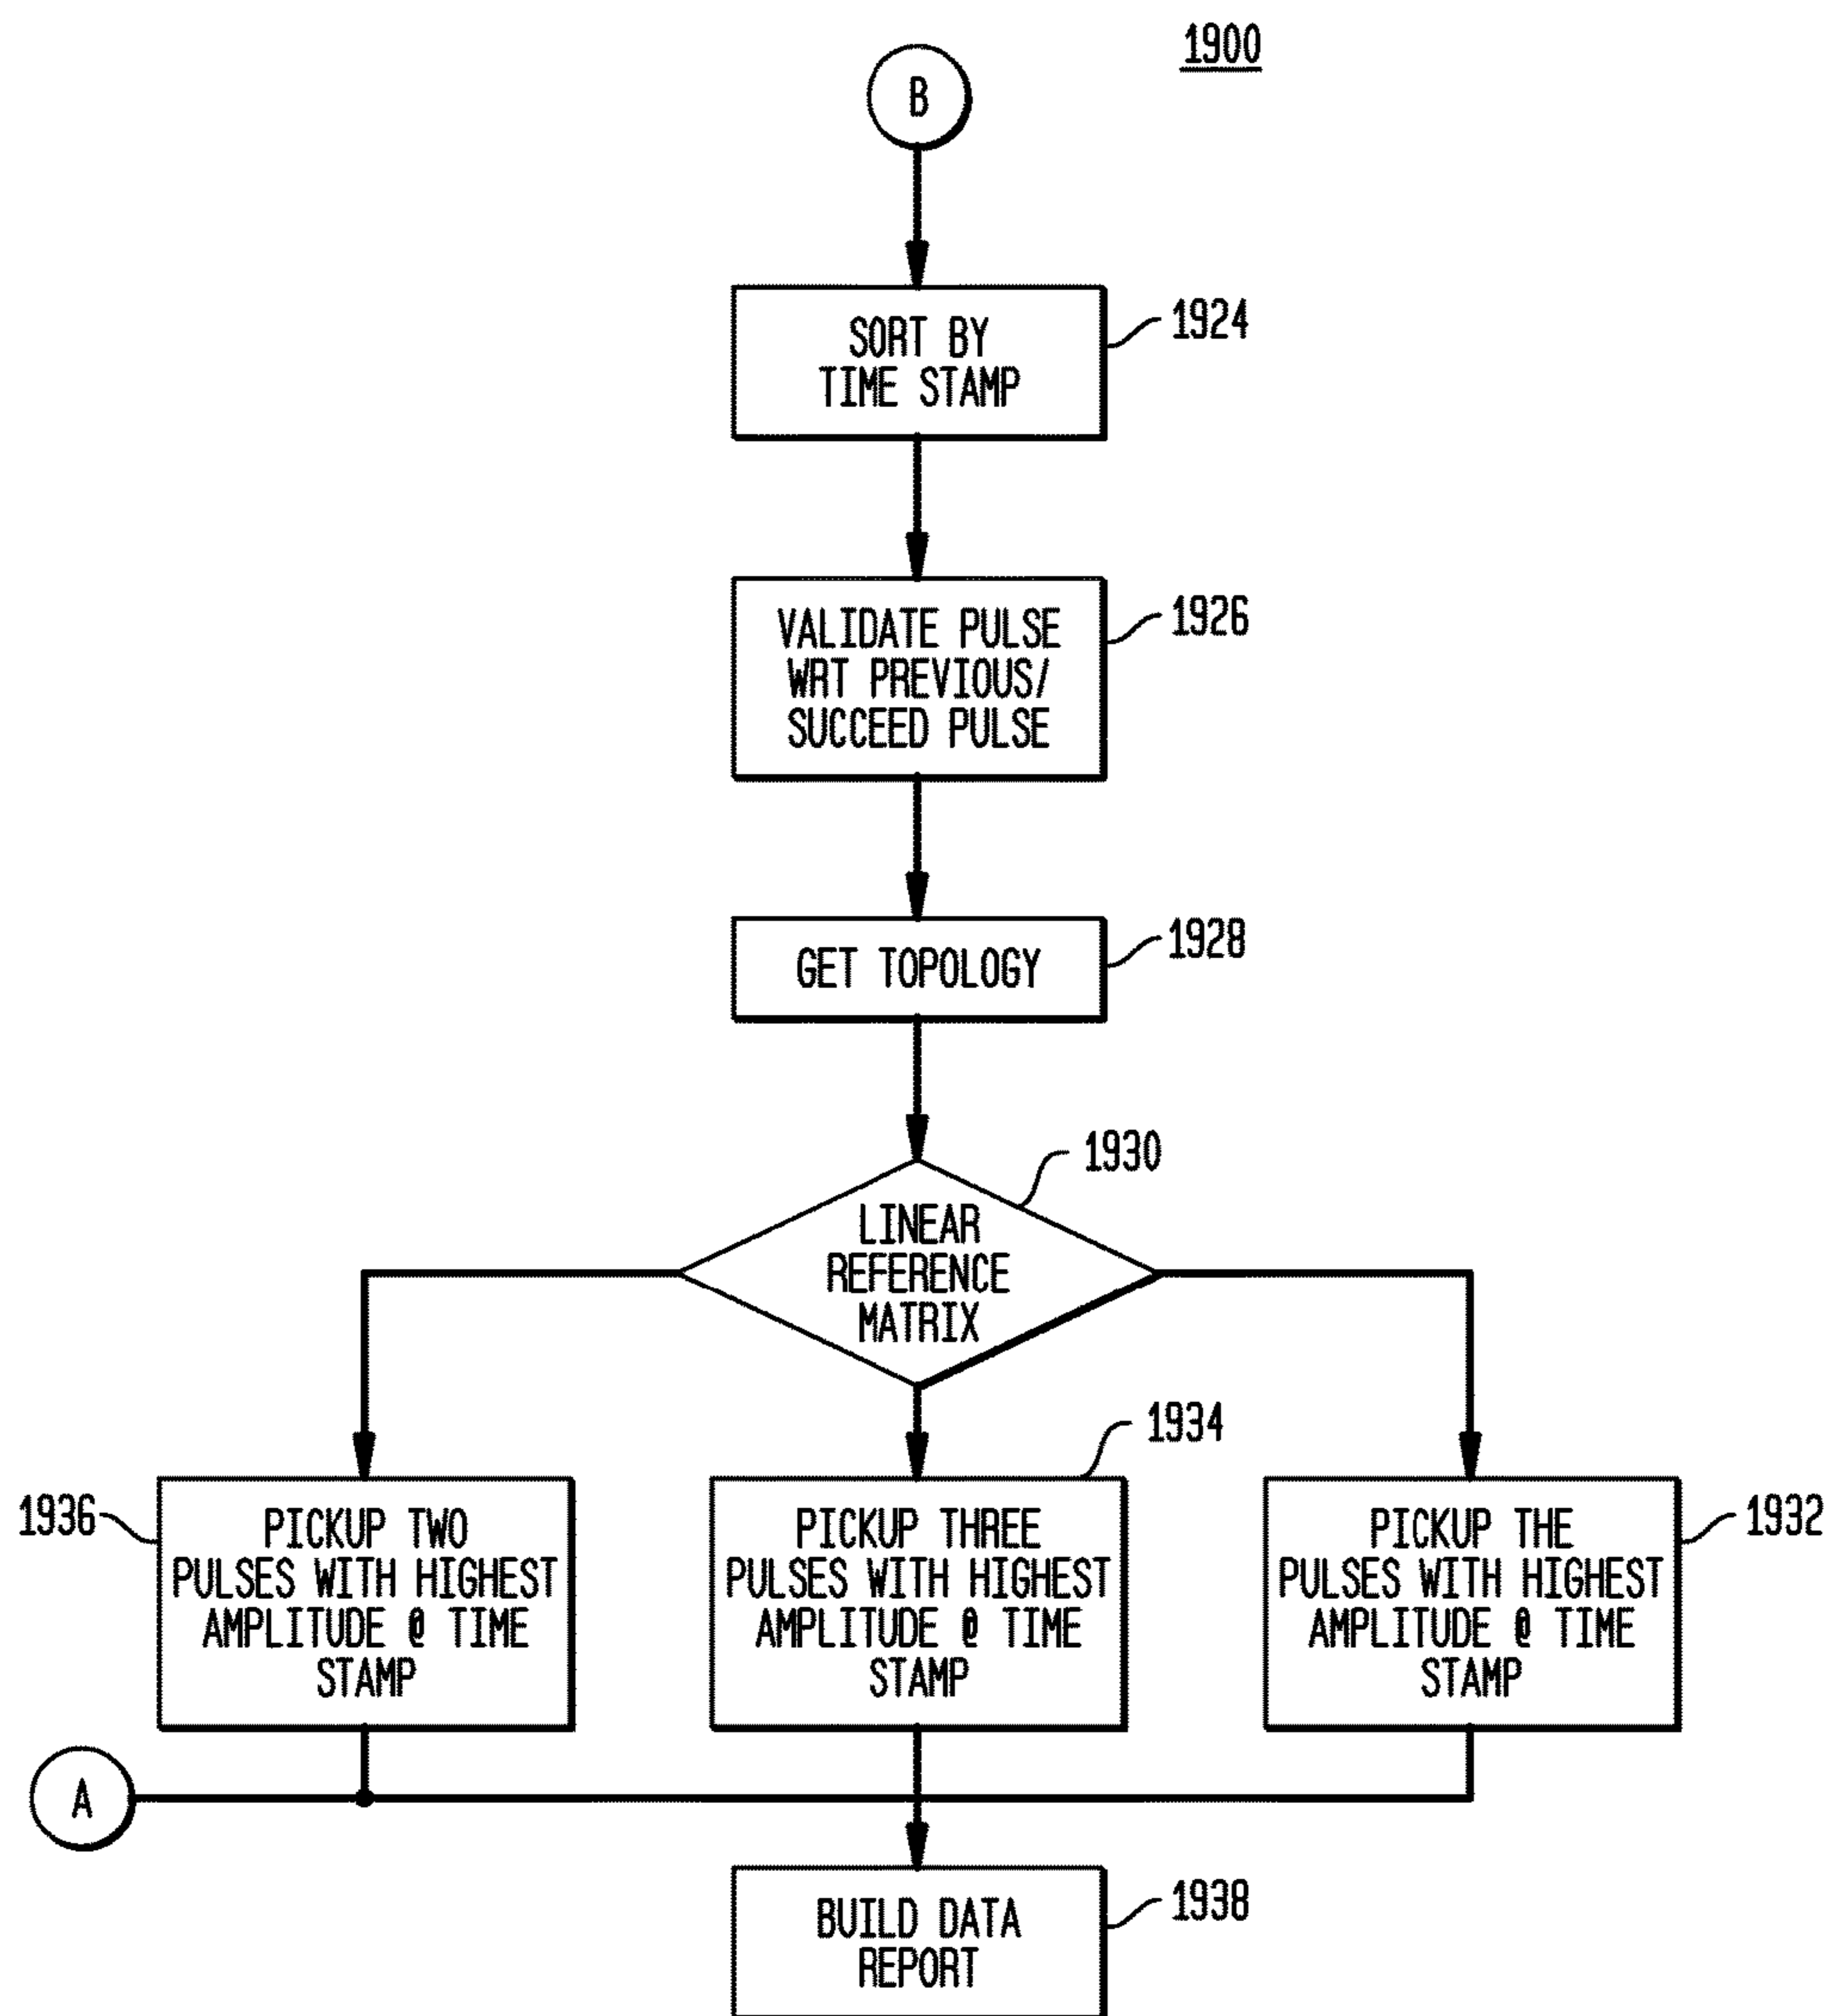 1900
B
SORT BY
TIME STAMP
1924
VALIDATE PULSE
WRT PREVIOUS/
SUCCEED PULSE
1926
GET TOPOLOGY
1928
LINEAR
REFERENCE
MATRIX
1930
1936
PICKUP TWO
PULSES WITH HIGHEST
AMPLITUDE @ TIME
STAMP
1934
PICKUP THREE
PULSES WITH HIGHEST
AMPLITUDE @ TIME
STAMP
1932
PICKUP THE
PULSES WITH HIGHEST
AMPLITUDE @ TIME
STAMP
A
BUILD DATA
REPORT
1938